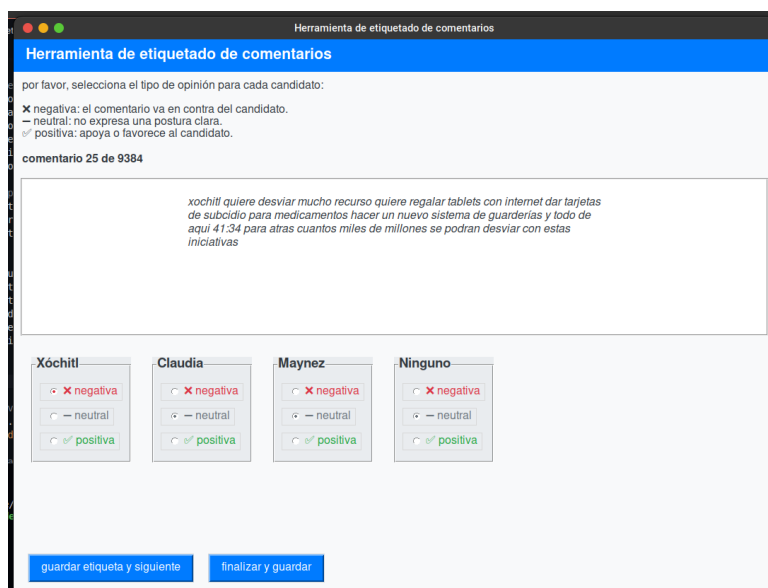 Herramienta de etiquetado de comentarios
Herramienta de etiquetado de comentarios
por favor, selecciona el tipo de opinión para cada candidato:
❌ negativa: el comentario va en contra del candidato.
➖ neutral: no expresa una postura clara.
✅ positiva: apoya o favorece al candidato.
comentario 25 de 9384
xochitl quiere desviar mucho recurso quiere regalar tablets con internet dar tarjetas
de subcidio para medicamentos hacer un nuevo sistema de guarderías y todo de
aqui 41:34 para atras cuantos miles de millones se podran desviar con estas
iniciativas
Xóchitl Claudia Maynez Ninguno
❌ negativa ❌ negativa ❌ negativa ❌ negativa
➖ neutral ➖ neutral ➖ neutral ➖ neutral
✅ positiva ✅ positiva ✅ positiva ✅ positiva
guardar etiqueta y siguiente finalizar y guardar